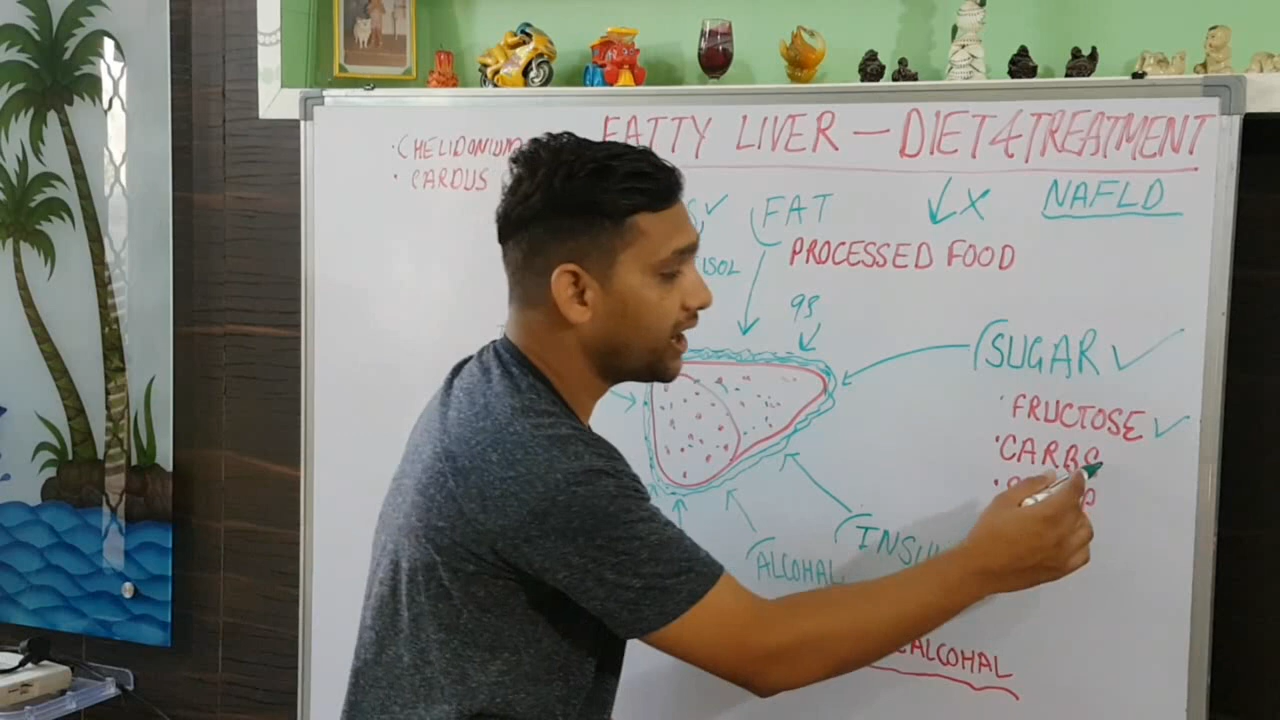 FATTY LIVER — DIET & TREATMENT
· CHELIDONIUM
· CARDUS
FAT
X
NAFLD
PROCESSED FOOD
SUGAR
· FRUCTOSE
· CARBS
ALCOHAL
ALCOHAL